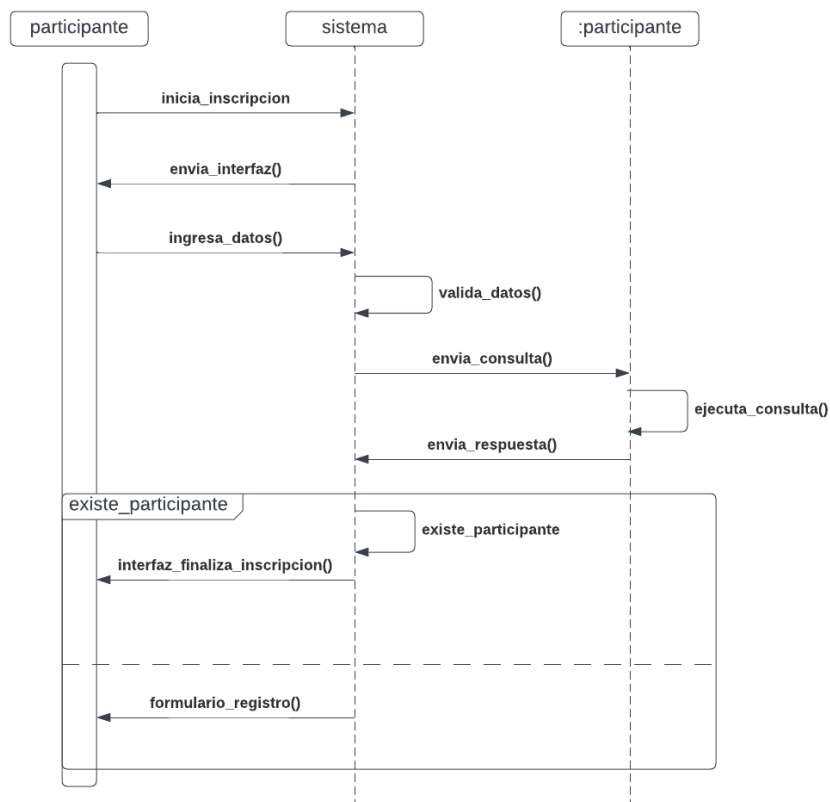 participante
sistema
:participante
inicia_inscripcion
envia_interfaz()
ingresa_datos()
valida_datos()
envia_consulta()
ejecuta_consulta()
envia_respuesta()
existe_participante
existe_participante
interfaz_finaliza_inscripcion()
formulario_registro()